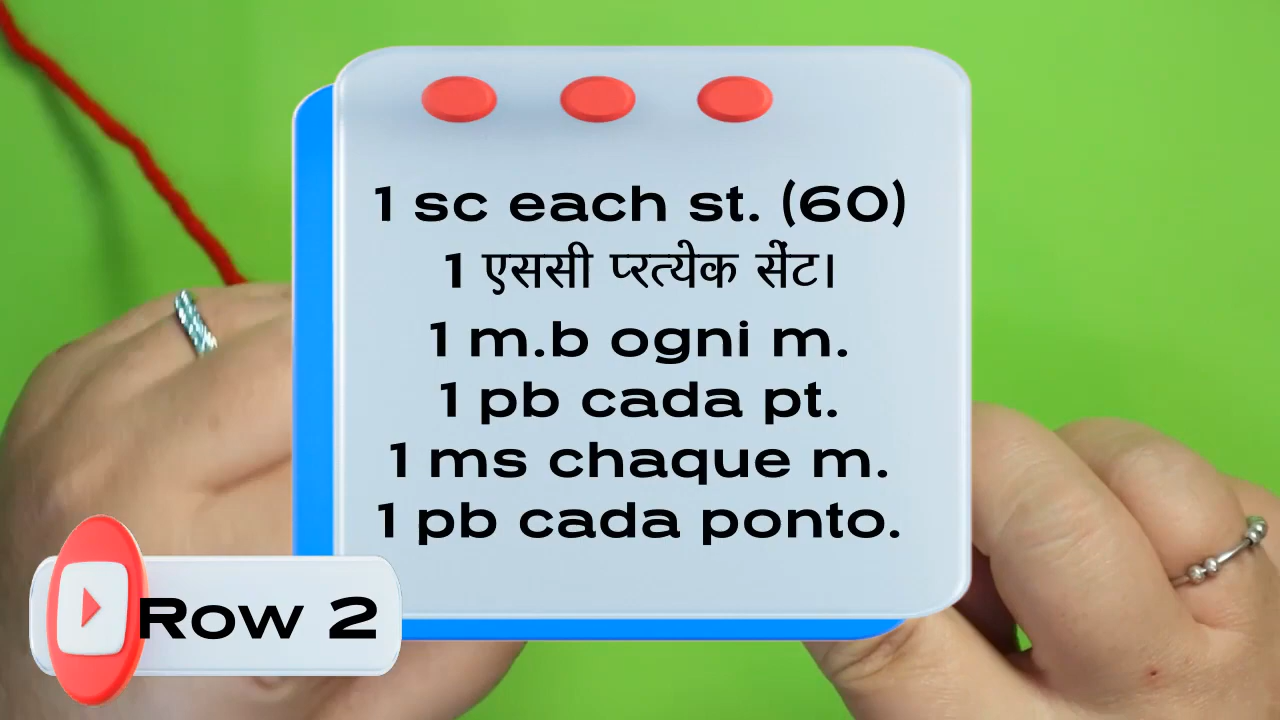 1 sc each st. (60)
1 एससी प्रत्येक सेंट।
1 m.b ogni m.
1 pb cada pt.
1 ms chaque m.
1 pb cada ponto.
Row 2